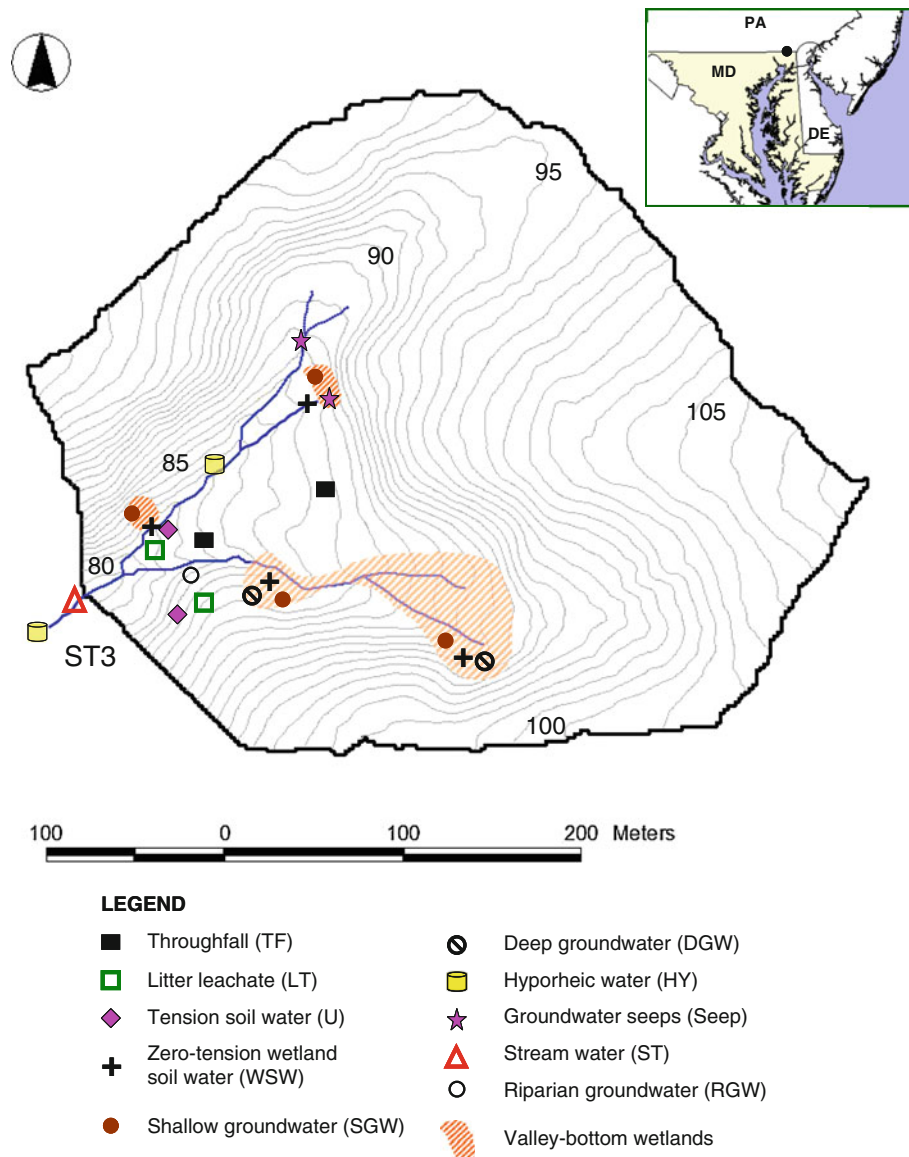 PA
MD
DE
95
90
105
85
80
ST3
100
100 0 100 200 Meters
LEGEND
Throughfall (TF)
Litter leachate (LT)
Tension soil water (U)
Zero-tension wetland
soil water (WSW)
Shallow groundwater (SGW)
Deep groundwater (DGW)
Hyporheic water (HY)
Groundwater seeps (Seep)
Stream water (ST)
Riparian groundwater (RGW)
Valley-bottom wetlands